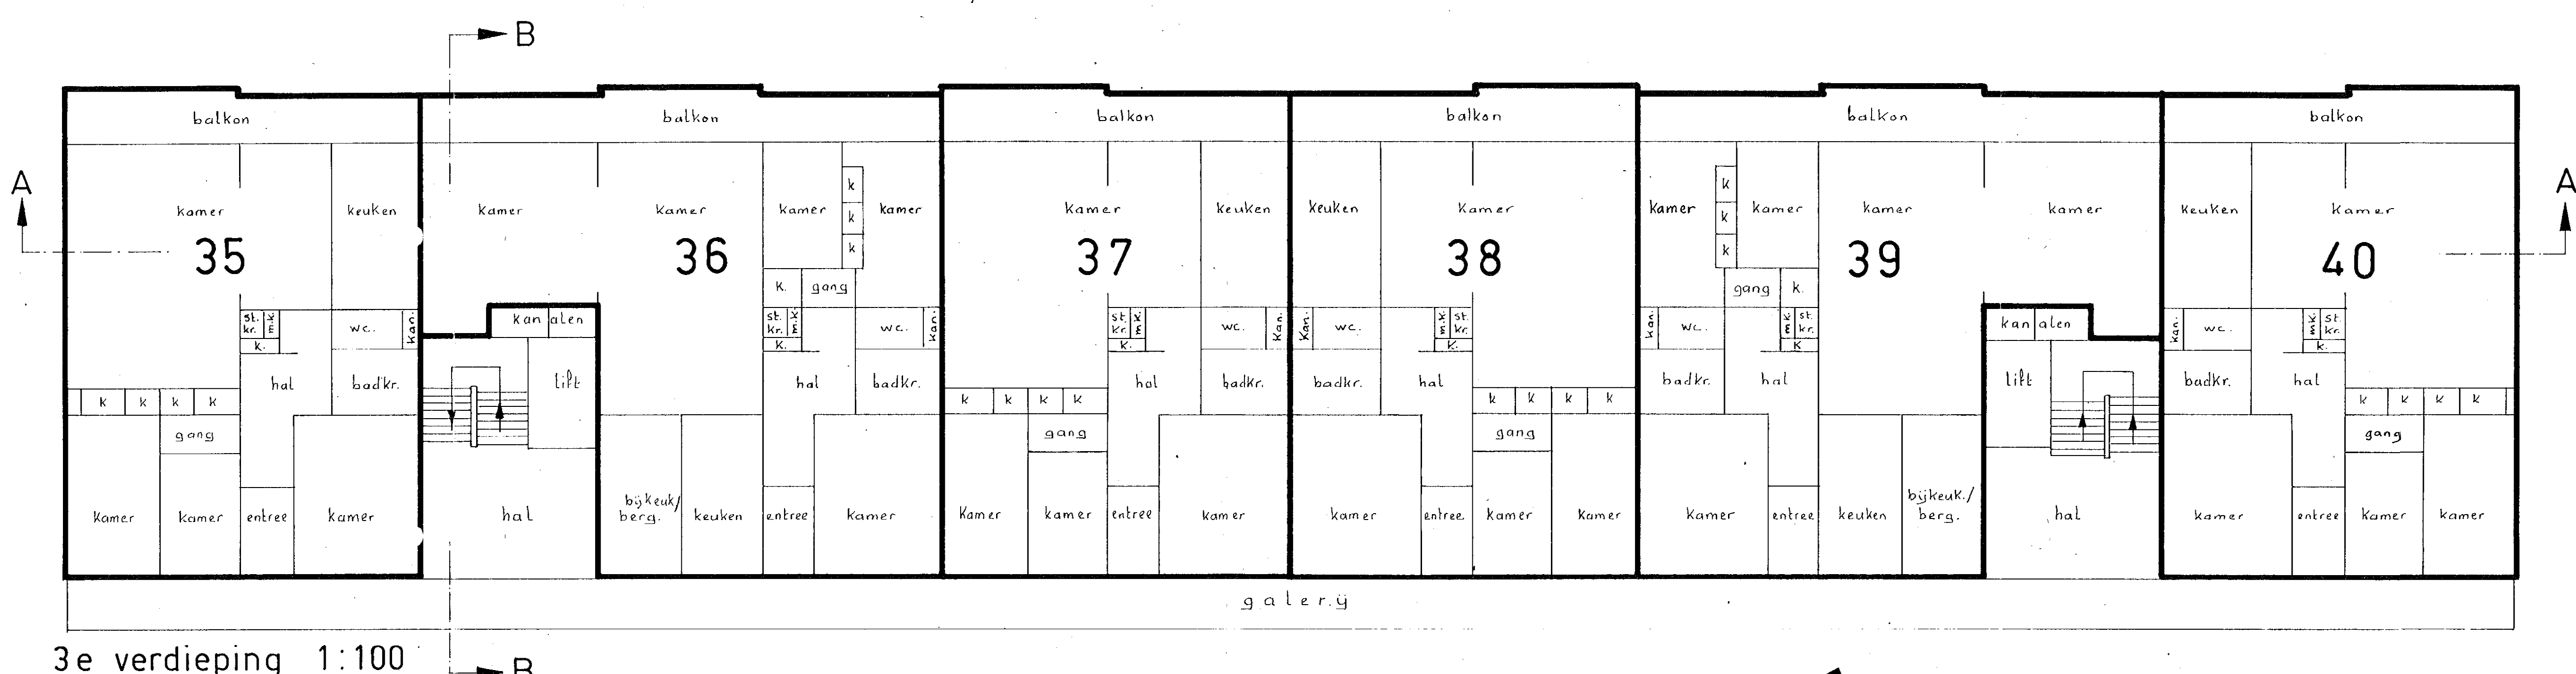 B
balkon balkon balkon balkon balkon balkon
A A
k k
kamer keuken kamer kamer kamer kamer kamer keuken keuken kamer kamer kamer kamer kamer keuken kamer
k k
35 36 37 38 39 40
k k
k. gang gang k.
st. kr. m.k. wc. kan. kan alen st. kr. m.k. wc. kan. st. kr. m.k. wc. kan. kan. wc. m.k. st. kr. kan. wc. m.k. st. kr. kan alen kan. wc. m.k. st. kr.
k. k. k. k. k k.
hal badkr. lift hal badkr. hal badkr. badkr. hal badkr. hal lift badkr. hal
k k k k k k k k k k k k k k k k
gang gang gang gang
bijkeuk/ berg. bijkeuk./ berg.
kamer kamer entree kamer hal keuken entree kamer kamer kamer entree kamer kamer entree. kamer kamer kamer entree keuken hal kamer entree kamer kamer
galerij
3e verdieping 1:100
B